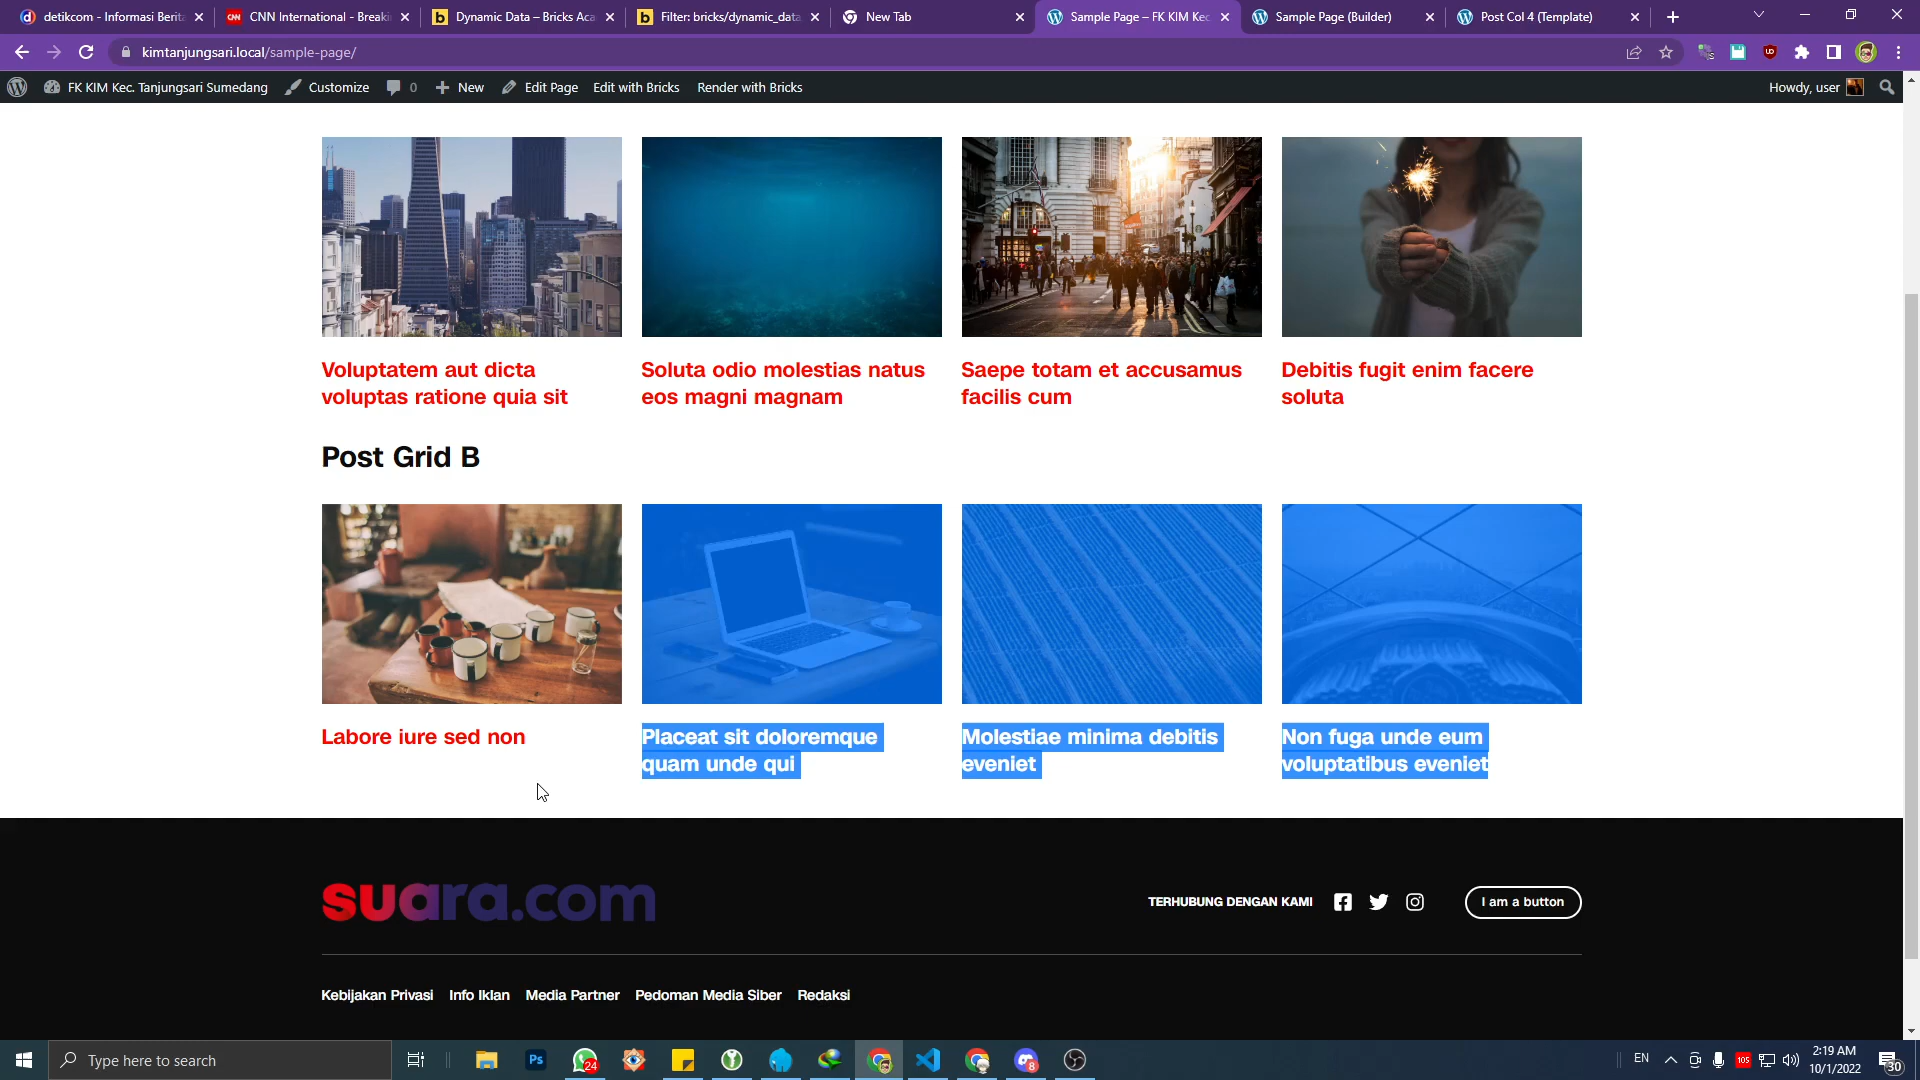 detikcom - Informasi Berita
CNN International - Breaki
Dynamic Data – Bricks Aca
Filter: bricks/dynamic_data
New Tab
Sample Page – FK KIM Kec
Sample Page (Builder)
Post Col 4 (Template)
kimtanjungsari.local/sample-page/
FK KIM Kec. Tanjungsari Sumedang
Customize
0
New
Edit Page
Edit with Bricks
Render with Bricks
Howdy, user
Voluptatem aut dicta
voluptas ratione quia sit
Soluta odio molestias natus
eos magni magnam
Saepe totam et accusamus
facilis cum
Debitis fugit enim facere
soluta
Post Grid B
Labore iure sed non
Placeat sit doloremque
quam unde qui
Molestiae minima debitis
eveniet
Non fuga unde eum
voluptatibus eveniet
suara.com
TERHUBUNG DENGAN KAMI
I am a button
Kebijakan Privasi
Info Iklan
Media Partner
Pedoman Media Siber
Redaksi
Type here to search
Ps
24
8
EN
105
2:19 AM
10/1/2022
30